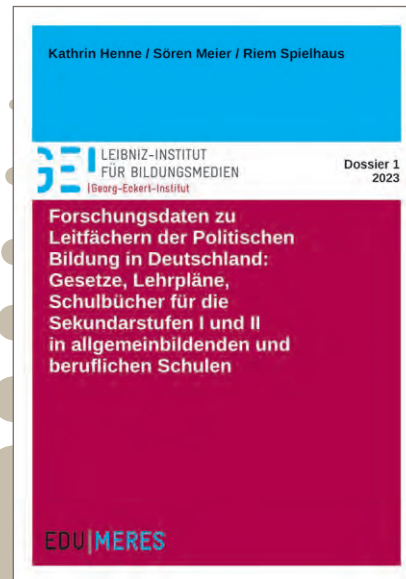 Kathrin Henne / Sören Meier / Riem Spielhaus
GEI
LEIBNIZ-INSTITUT
FÜR BILDUNGSMEDIEN
|Georg-Eckert-Institut
Dossier 1
2023
Forschungsdaten zu
Leitfächern der Politischen
Bildung in Deutschland:
Gesetze, Lehrpläne,
Schulbücher für die
Sekundarstufen I und II
in allgemeinbildenden und
beruflichen Schulen
EDU|MERES